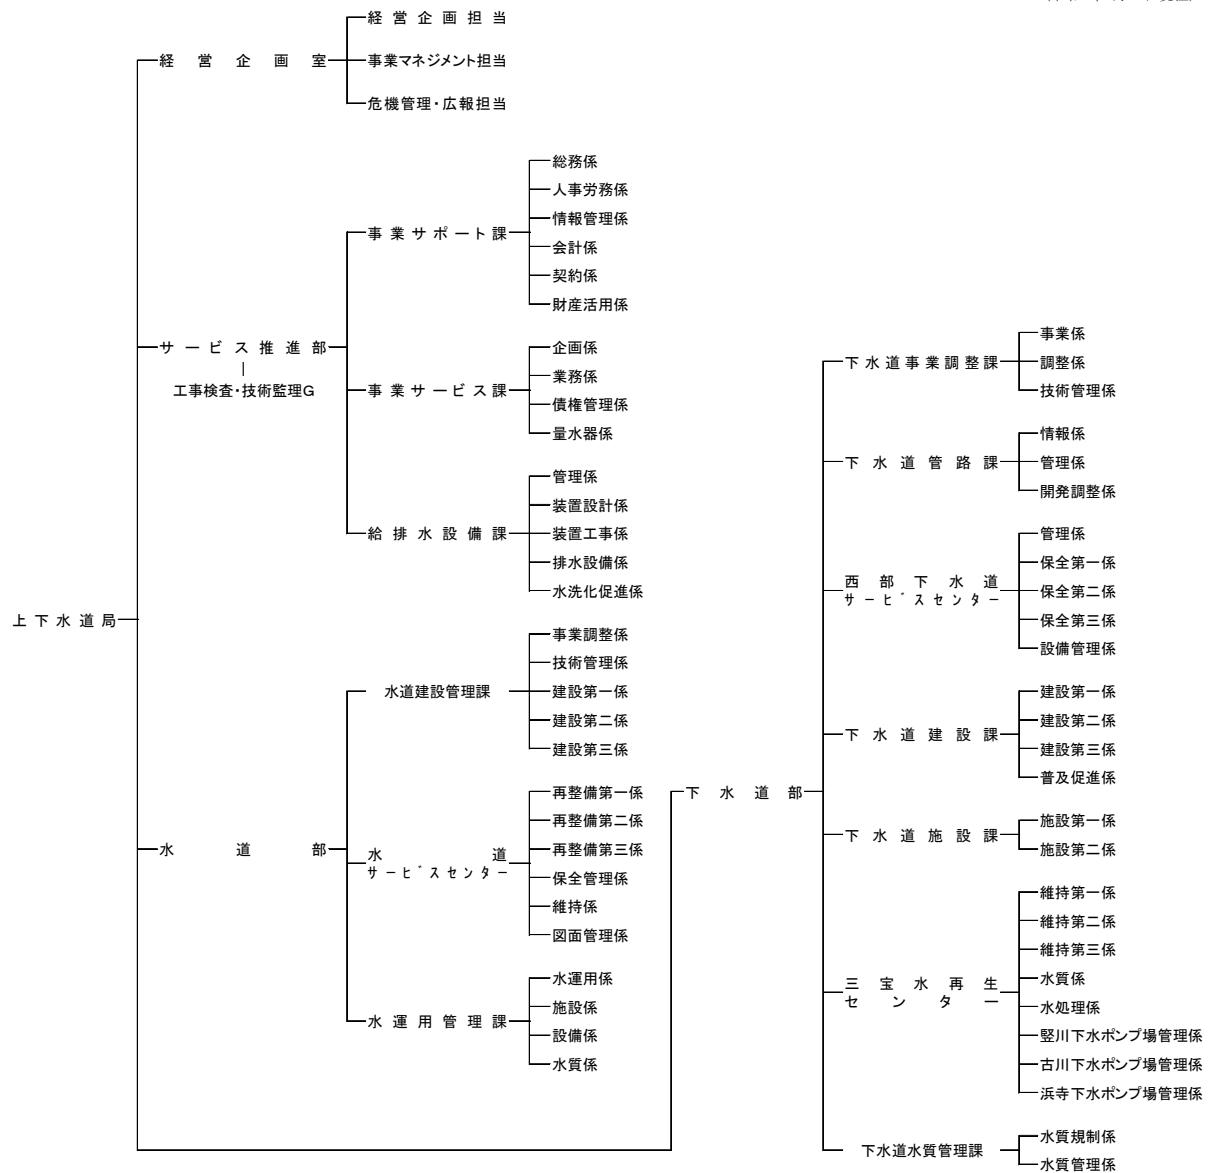 上下水道局
経営企画室
経営企画担当
事業マネジメント担当
危機管理・広報担当
サービス推進部
工事検査・技術監理G
事業サポート課
総務係
人事労務係
情報管理係
会計係
契約係
財産活用係
事業サービス課
企画係
業務係
債権管理係
量水器係
給排水設備課
管理係
装置設計係
装置工事係
排水設備係
水洗化促進係
水道部
水道建設管理課
事業調整係
技術管理係
建設第一係
建設第二係
建設第三係
水道
サービスセンター
再整備第一係
再整備第二係
再整備第三係
保全管理係
維持係
図面管理係
水運用管理課
水運用係
施設係
設備係
水質係
下水道部
下水道事業調整課
事業係
調整係
技術管理係
下水道管路課
情報係
管理係
開発調整係
西部下水道
サービスセンター
管理係
保全第一係
保全第二係
保全第三係
設備管理係
下水道建設課
建設第一係
建設第二係
建設第三係
普及促進係
下水道施設課
施設第一係
施設第二係
三宝水再生
センター
維持第一係
維持第二係
維持第三係
水質係
水処理係
竪川下水ポンプ場管理係
古川下水ポンプ場管理係
浜寺下水ポンプ場管理係
下水道水質管理課
水質規制係
水質管理係